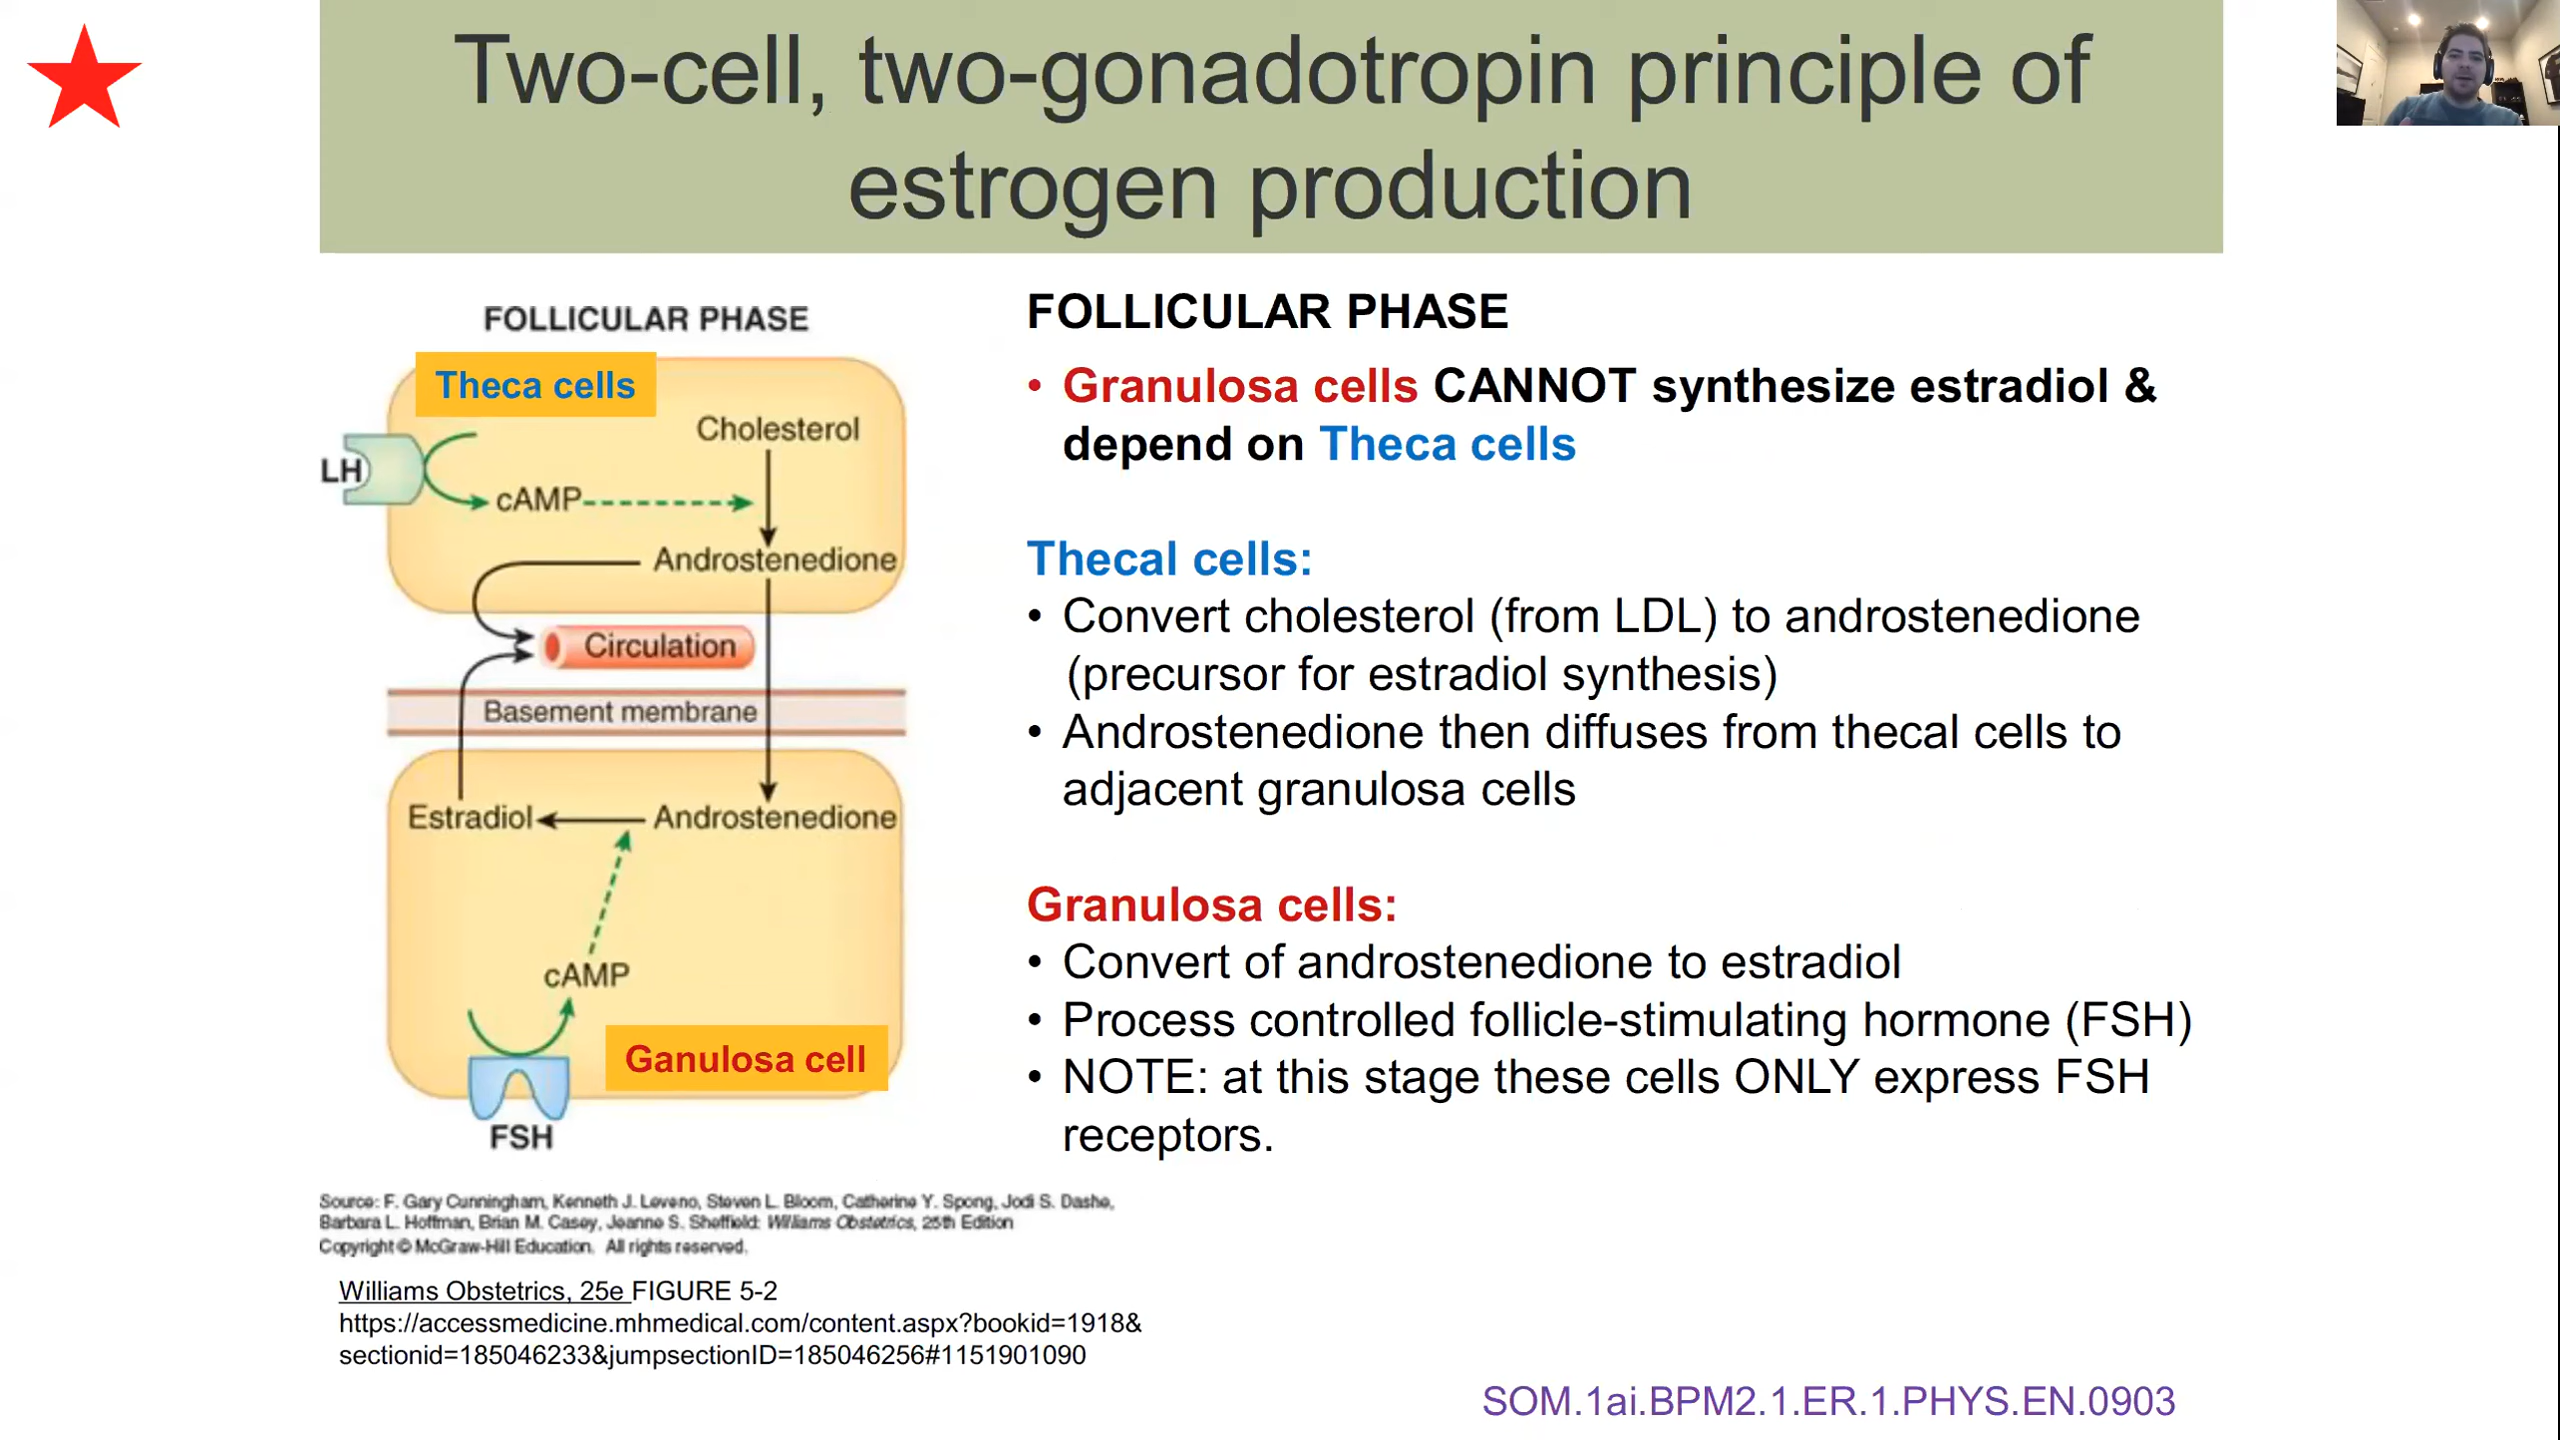 Two-cell, two-gonadotropin principle of
estrogen production
FOLLICULAR PHASE
Theca cells
Cholesterol
LH
cAMP
Androstenedione
Circulation
Basement membrane
Estradiol
Androstenedione
cAMP
Ganulosa cell
FSH
Source: F. Gary Cunningham, Kenneth J. Leveno, Steven L. Bloom, Catherine Y. Spong, Jodi S. Dashe,
Barbara L. Hoffman, Brian M. Casey, Jeanne S. Sheffield: Williams Obstetrics, 25th Edition
Copyright © McGraw-Hill Education. All rights reserved.
Williams Obstetrics, 25e FIGURE 5-2
https://accessmedicine.mhmedical.com/content.aspx?bookid=1918&
sectionid=185046233&jumpsectionID=185046256#1151901090
FOLLICULAR PHASE
• Granulosa cells CANNOT synthesize estradiol &
depend on Theca cells
Thecal cells:
• Convert cholesterol (from LDL) to androstenedione
(precursor for estradiol synthesis)
• Androstenedione then diffuses from thecal cells to
adjacent granulosa cells
Granulosa cells:
• Convert of androstenedione to estradiol
• Process controlled follicle-stimulating hormone (FSH)
• NOTE: at this stage these cells ONLY express FSH
receptors.
SOM.1ai.BPM2.1.ER.1.PHYS.EN.0903